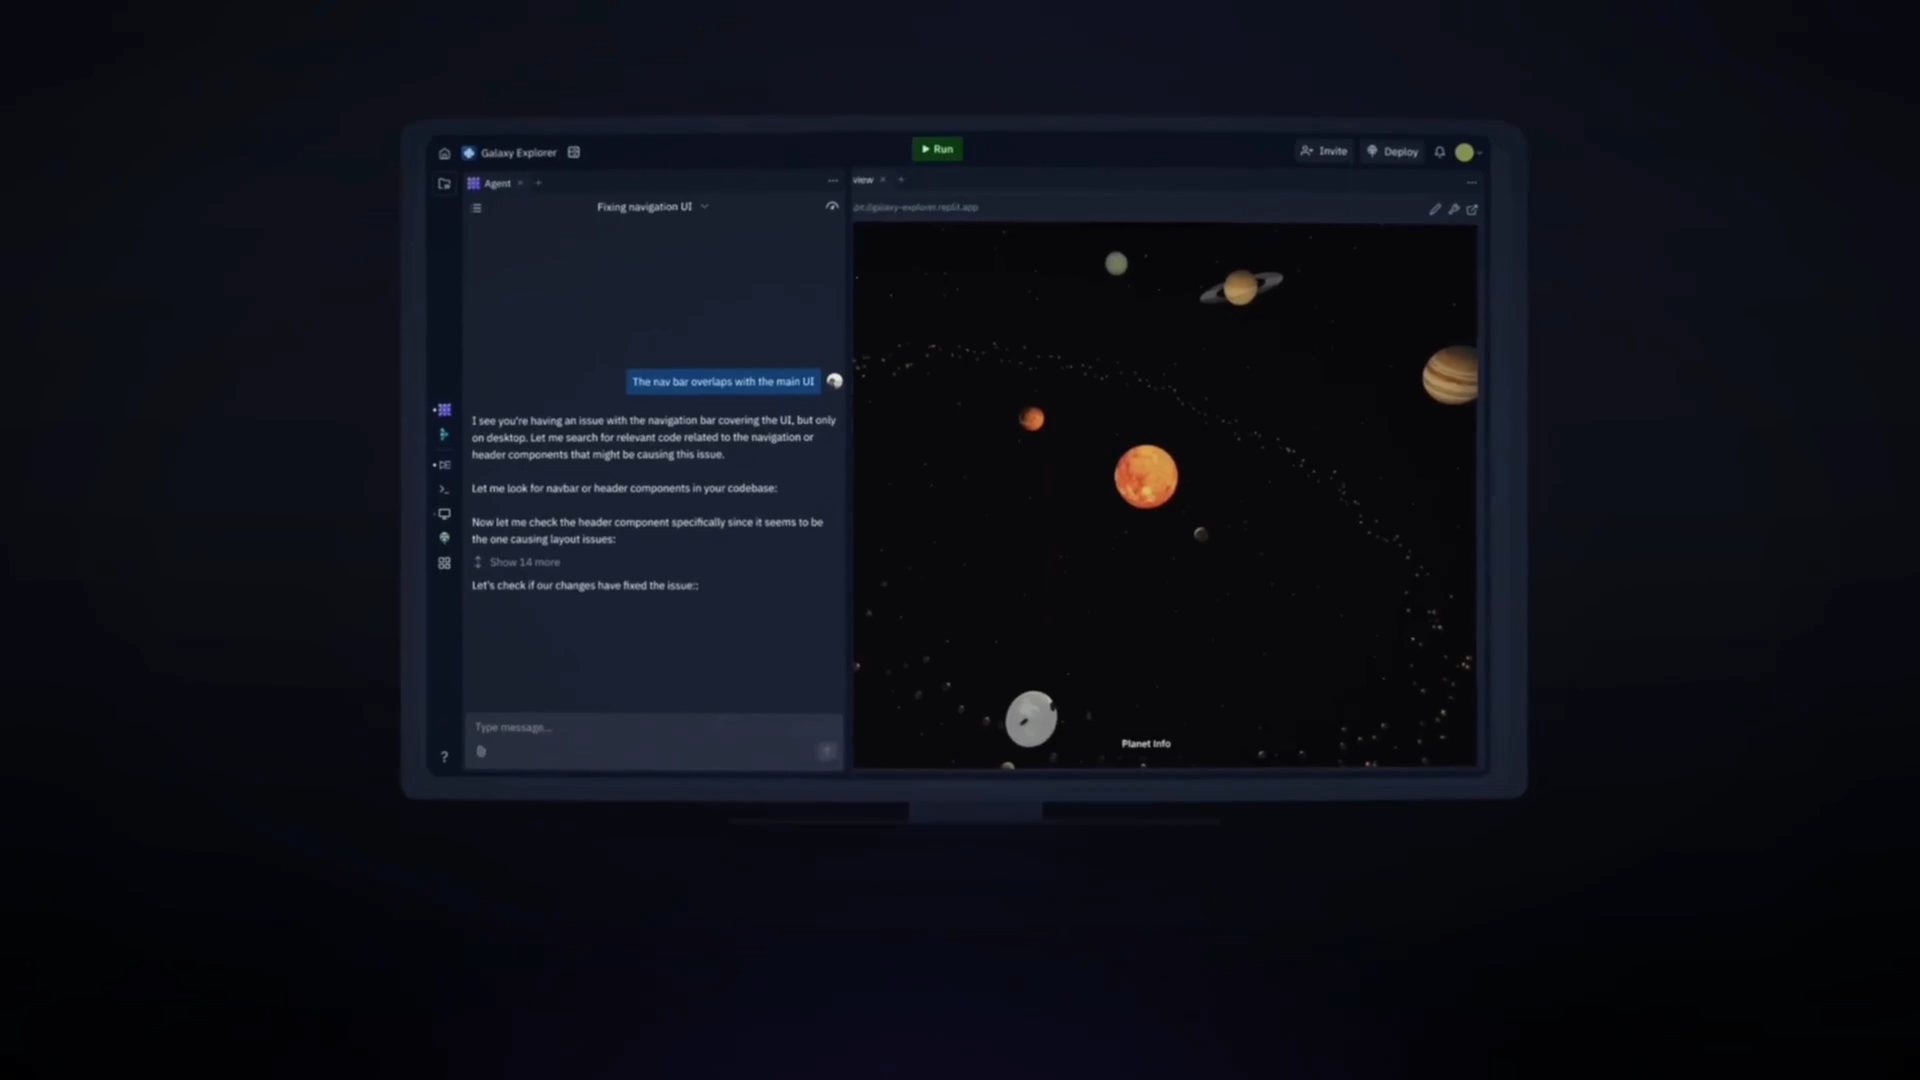 Galaxy Explorer
Run
Invite
Deploy
Agent
view
Fixing navigation UI
galaxy-explorer.replit.app
The nav bar overlaps with the main UI
I see you're having an issue with the navigation bar covering the UI, but only
on desktop. Let me search for relevant code related to the navigation or
header components that might be causing this issue.
Let me look for navbar or header components in your codebase:
Now let me check the header component specifically since it seems to be
the one causing layout issues:
Show 14 more
Let's check if our changes have fixed the issue::
Type message...
?
Planet Info